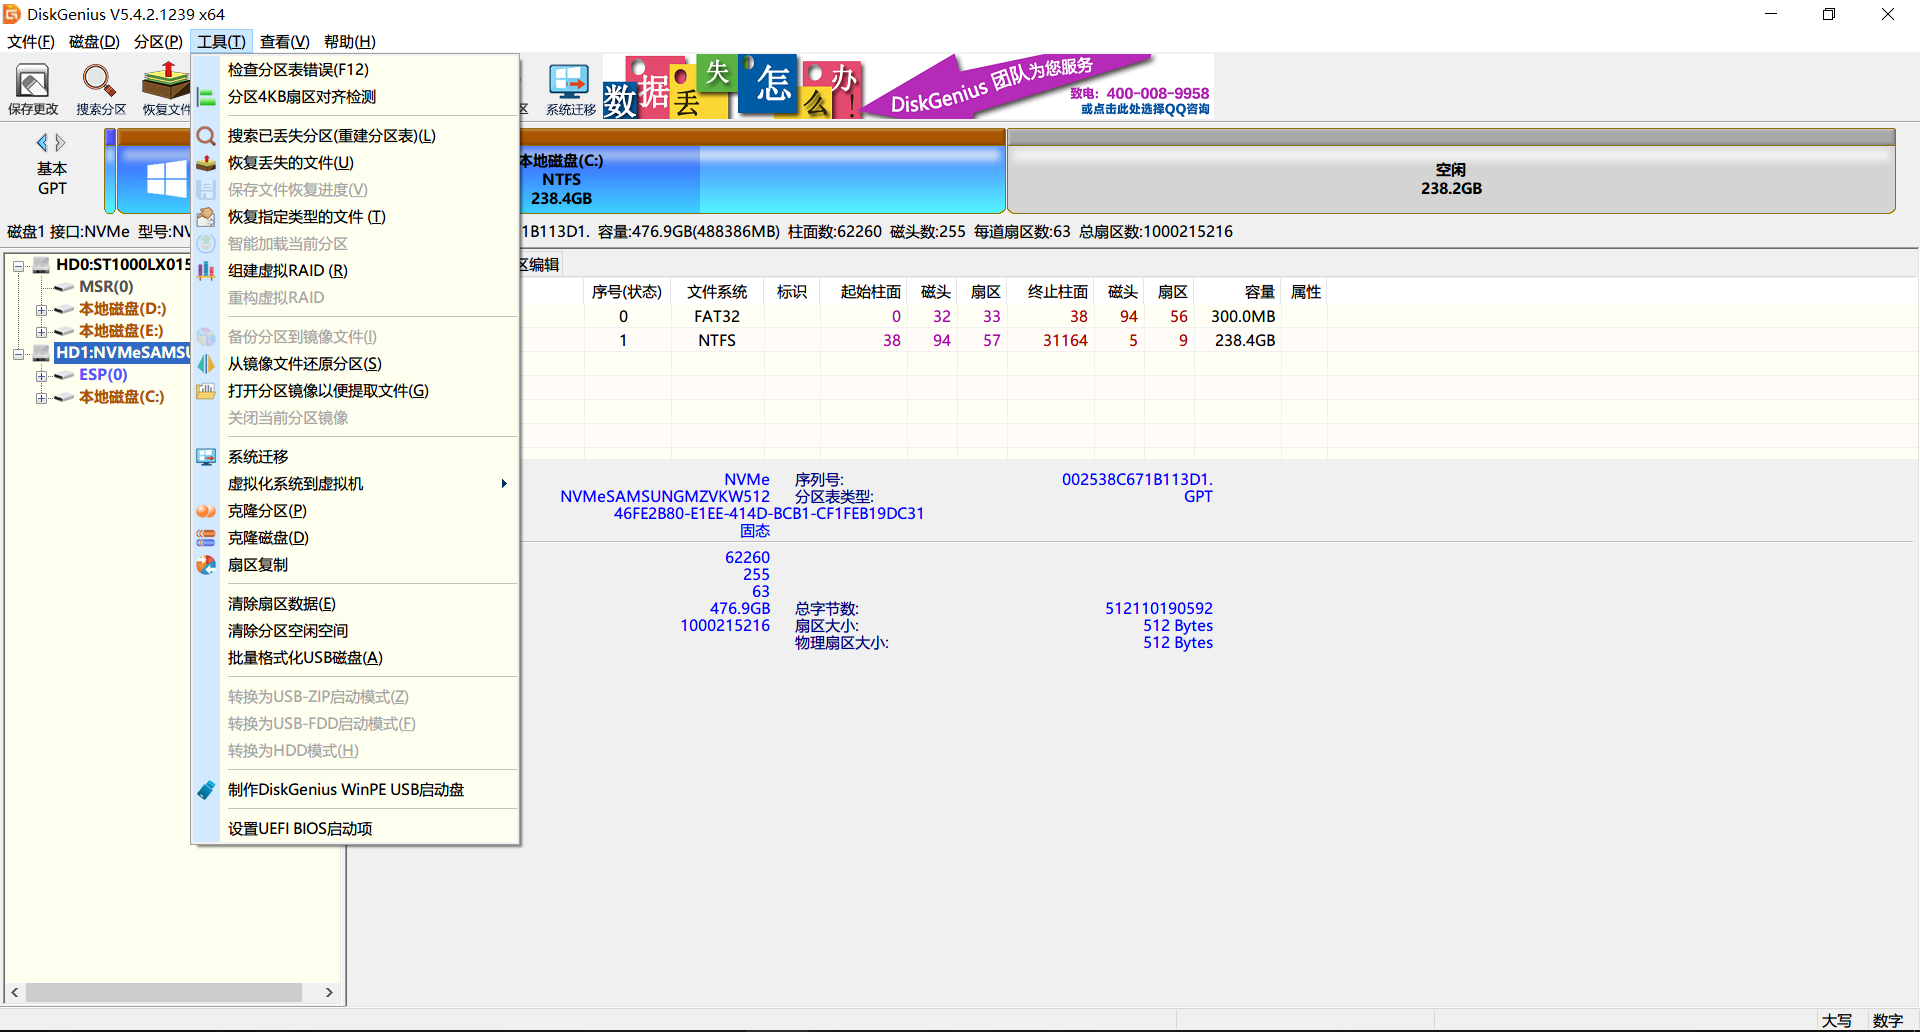 DiskGenius V5.4.2.1239 x64
文件(F) 磁盘(D) 分区(P) 工具(T) 查看(V) 帮助(H)
保存更改 搜索分区 恢复文件 区 系统迁移
数据丢失怎么办!
DiskGenius 团队为您服务
致电: 400-008-9958
或点击此处选择QQ咨询
检查分区表错误(F12)
分区4KB扇区对齐检测
搜索已丢失分区(重建分区表)(L)
恢复丢失的文件(U)
保存文件恢复进度(V)
恢复指定类型的文件 (T)
智能加载当前分区
组建虚拟RAID (R)
重构虚拟RAID
备份分区到镜像文件(I)
从镜像文件还原分区(S)
打开分区镜像以便提取文件(G)
关闭当前分区镜像
系统迁移
虚拟化系统到虚拟机
克隆分区(P)
克隆磁盘(D)
扇区复制
清除扇区数据(E)
清除分区空闲空间
批量格式化USB磁盘(A)
转换为USB-ZIP启动模式(Z)
转换为USB-FDD启动模式(F)
转换为HDD模式(H)
制作DiskGenius WinPE USB启动盘
设置UEFI BIOS启动项
基本
GPT
本地磁盘(C:)
NTFS
238.4GB
空闲
238.2GB
磁盘1 接口:NVMe 型号:NV 1B113D1. 容量:476.9GB(488386MB) 柱面数:62260 磁头数:255 每道扇区数:63 总扇区数:1000215216
HD0:ST1000LX015
MSR(0)
本地磁盘(D:)
本地磁盘(E:)
HD1:NVMeSAMSU
ESP(0)
本地磁盘(C:)
区编辑
序号(状态) 文件系统 标识 起始柱面 磁头 扇区 终止柱面 磁头 扇区 容量 属性
0 FAT32 0 32 33 38 94 56 300.0MB
1 NTFS 38 94 57 31164 5 9 238.4GB
NVMe 序列号: 002538C671B113D1.
NVMeSAMSUNGMZVKW512 分区表类型: GPT
46FE2B80-E1EE-414D-BCB1-CF1FEB19DC31
固态
62260
255
63
476.9GB 总字节数: 512110190592
1000215216 扇区大小: 512 Bytes
物理扇区大小: 512 Bytes
大写 数字